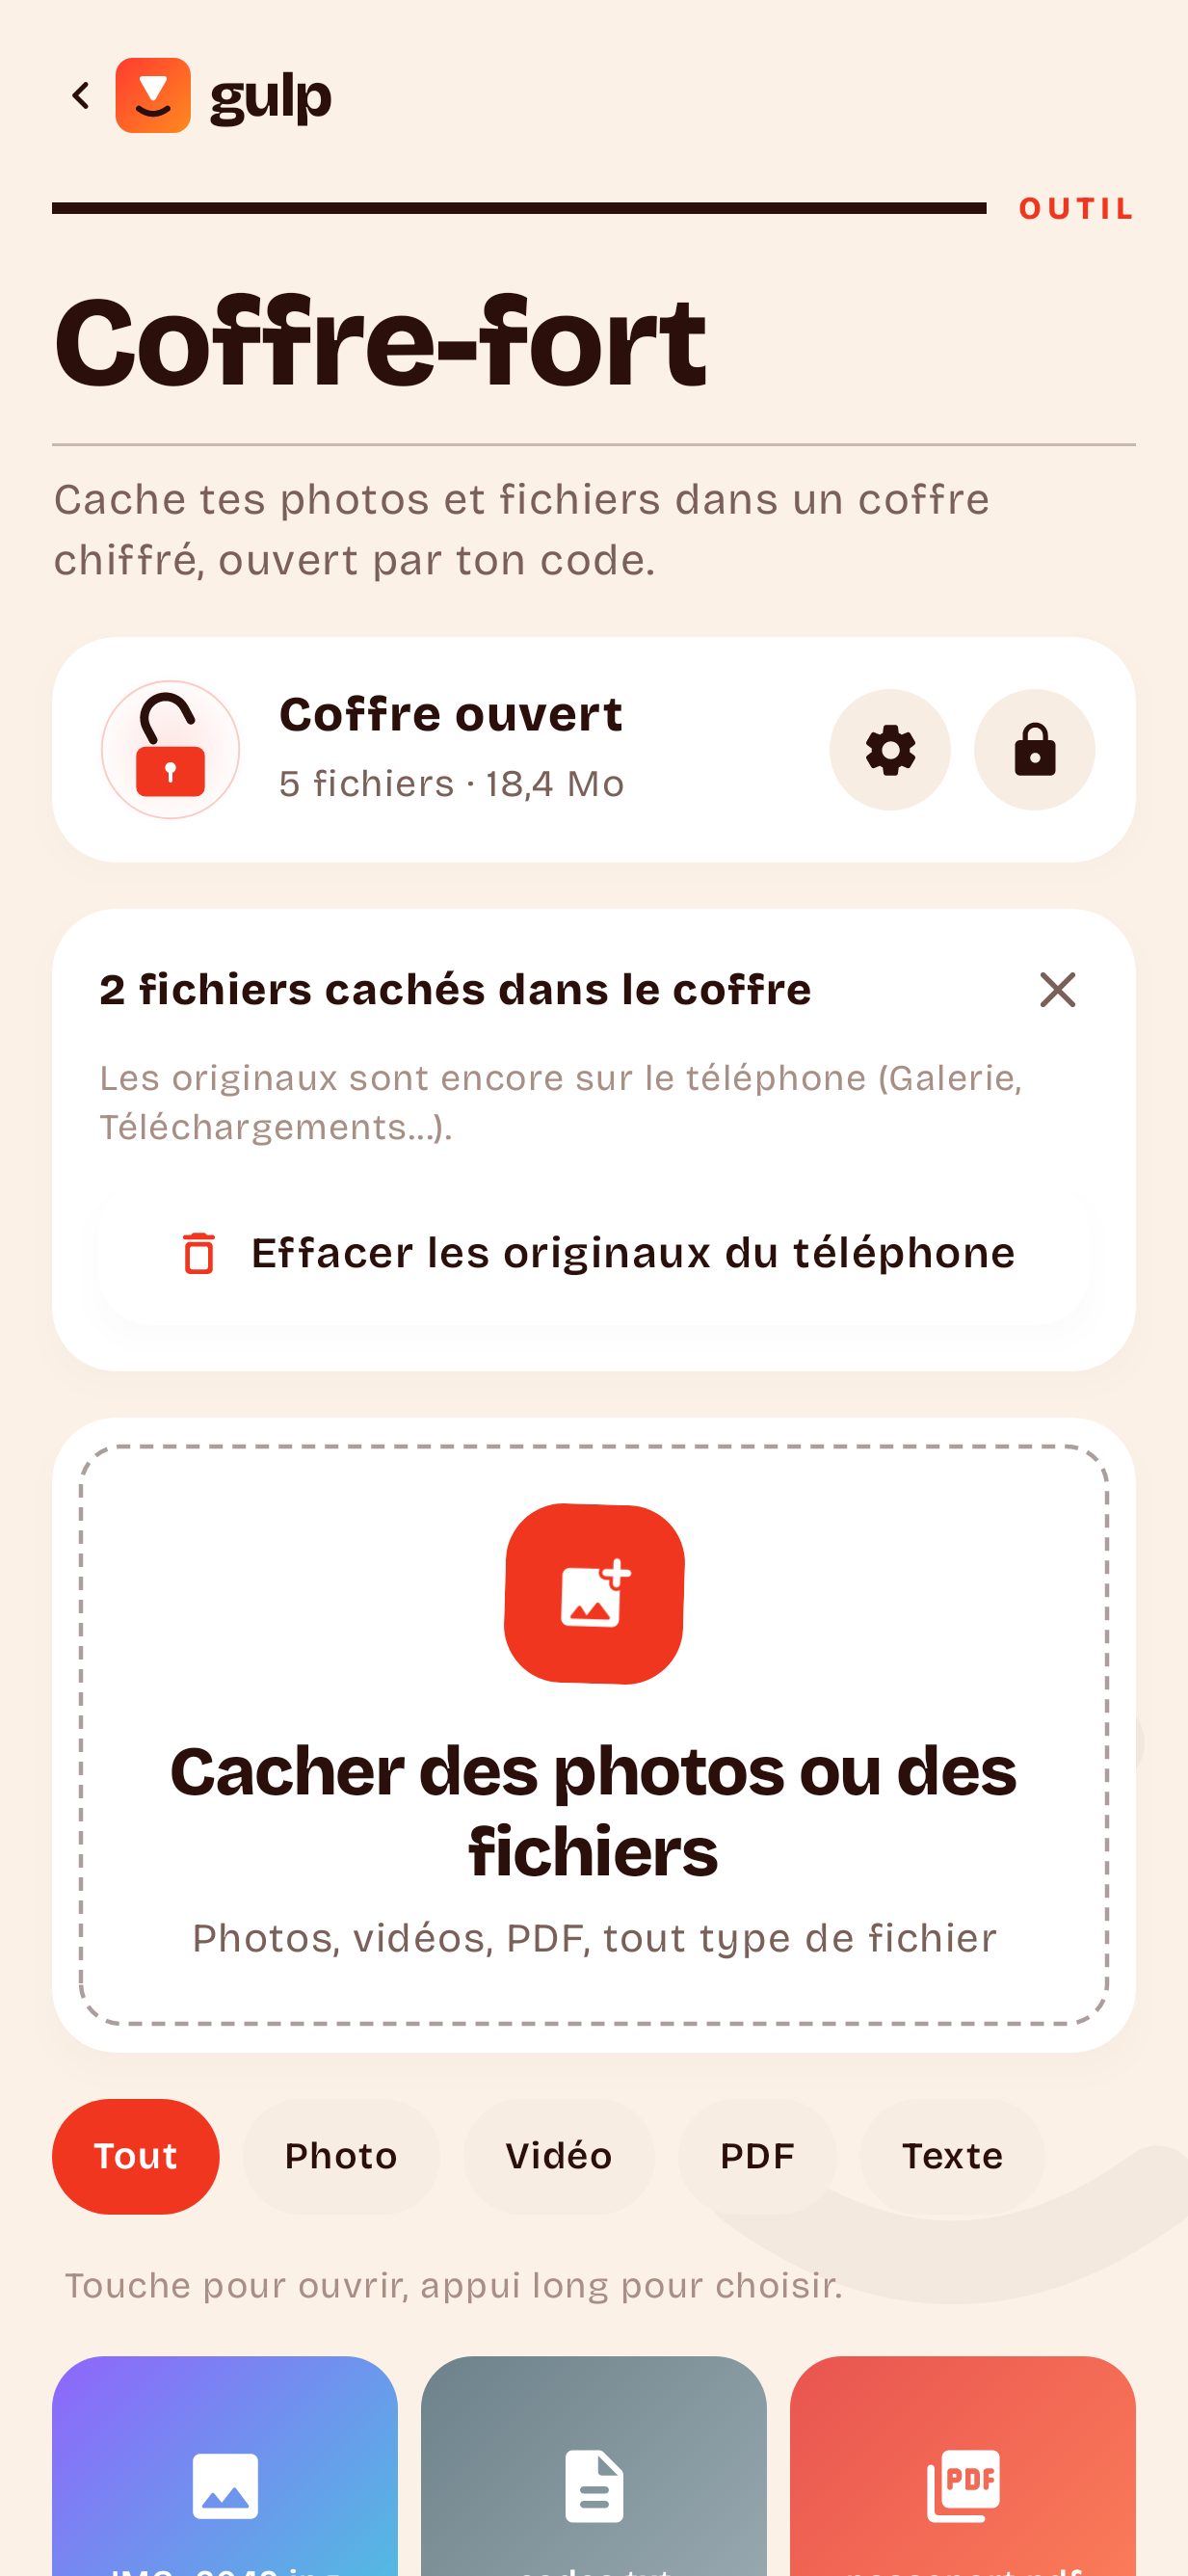 gulp
OUTIL
Coffre-fort
Cache tes photos et fichiers dans un coffre
chiffré, ouvert par ton code.
Coffre ouvert
5 fichiers · 18,4 Mo
2 fichiers cachés dans le coffre
Les originaux sont encore sur le téléphone (Galerie,
Téléchargements...).
Effacer les originaux du téléphone
Cacher des photos ou des
fichiers
Photos, vidéos, PDF, tout type de fichier
Tout
Photo
Vidéo
PDF
Texte
Touche pour ouvrir, appui long pour choisir.
PDF